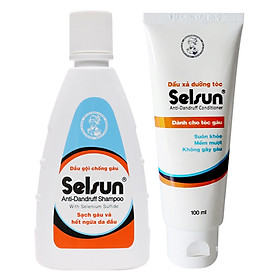 Dầu gội chống gàu
Selsun®
Anti-Dandruff Shampoo
With Selenium Sulfide
Sạch gàu và
hết ngứa da đầu
Dầu xả dưỡng tóc
Selsun®
Anti-Dandruff Conditioner
Dành cho tóc gàu
Suôn khỏe
Mềm mượt
Không gây gàu
100 ml